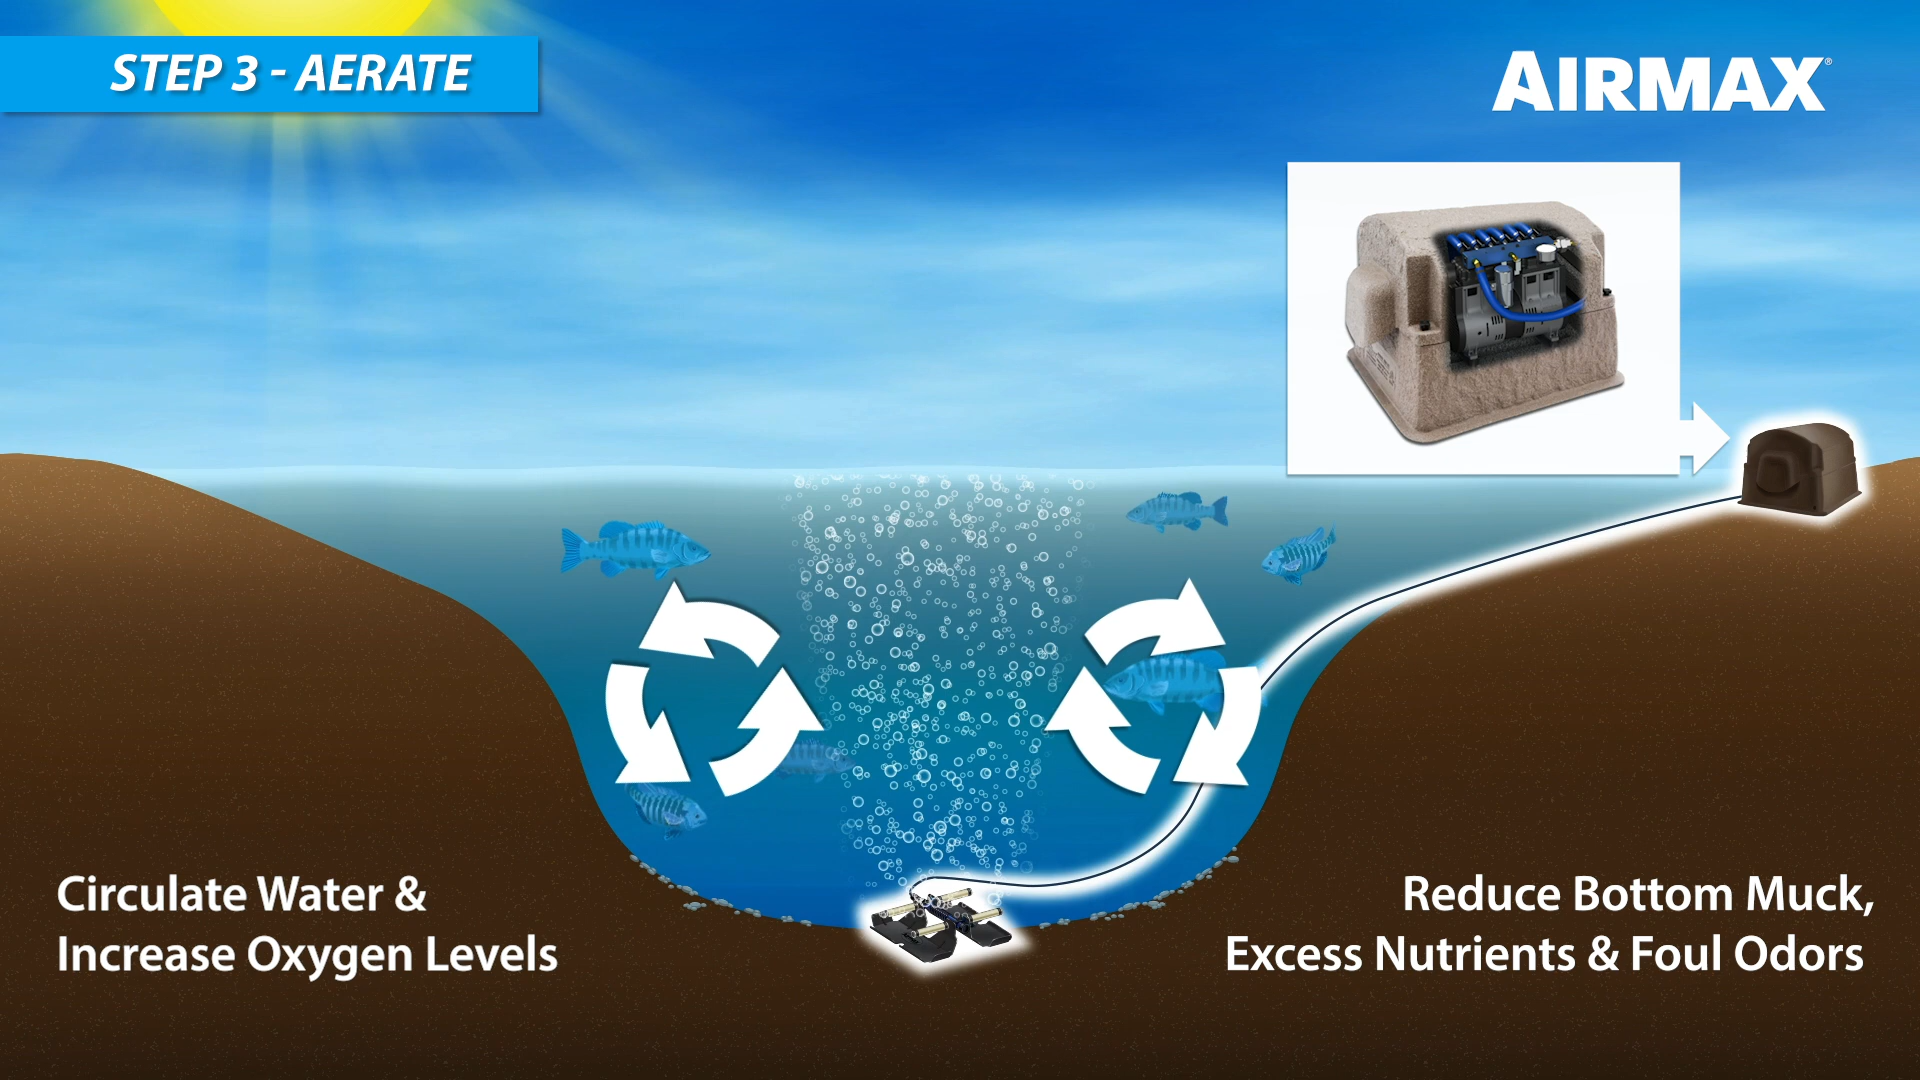 STEP 3 - AERATE
AIRMAX®
Circulate Water &
Increase Oxygen Levels
Reduce Bottom Muck,
Excess Nutrients & Foul Odors